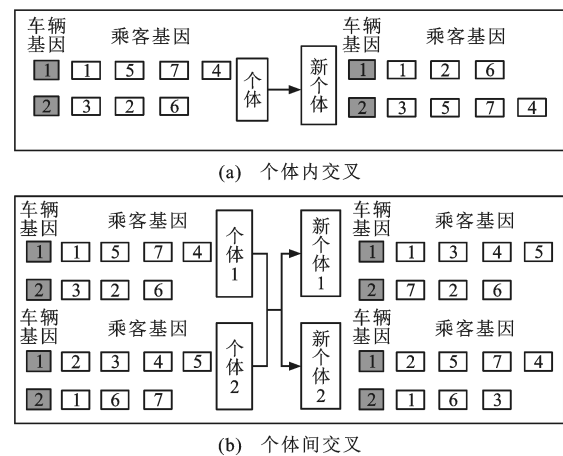 车辆 乘客基因 车辆 乘客基因
基因 基因
1 1 5 7 4 个体 新个体 1 1 2 6
2 3 2 6 2 3 5 7 4
(a) 个体内交叉
车辆 乘客基因 车辆 乘客基因
基因 基因
1 1 5 7 4 个体1 新个体1 1 1 3 4 5
2 3 2 6 2 7 2 6
车辆 乘客基因 车辆 乘客基因
基因 基因
1 2 3 4 5 个体2 新个体2 1 2 5 7 4
2 1 6 7 2 1 6 3
(b) 个体间交叉